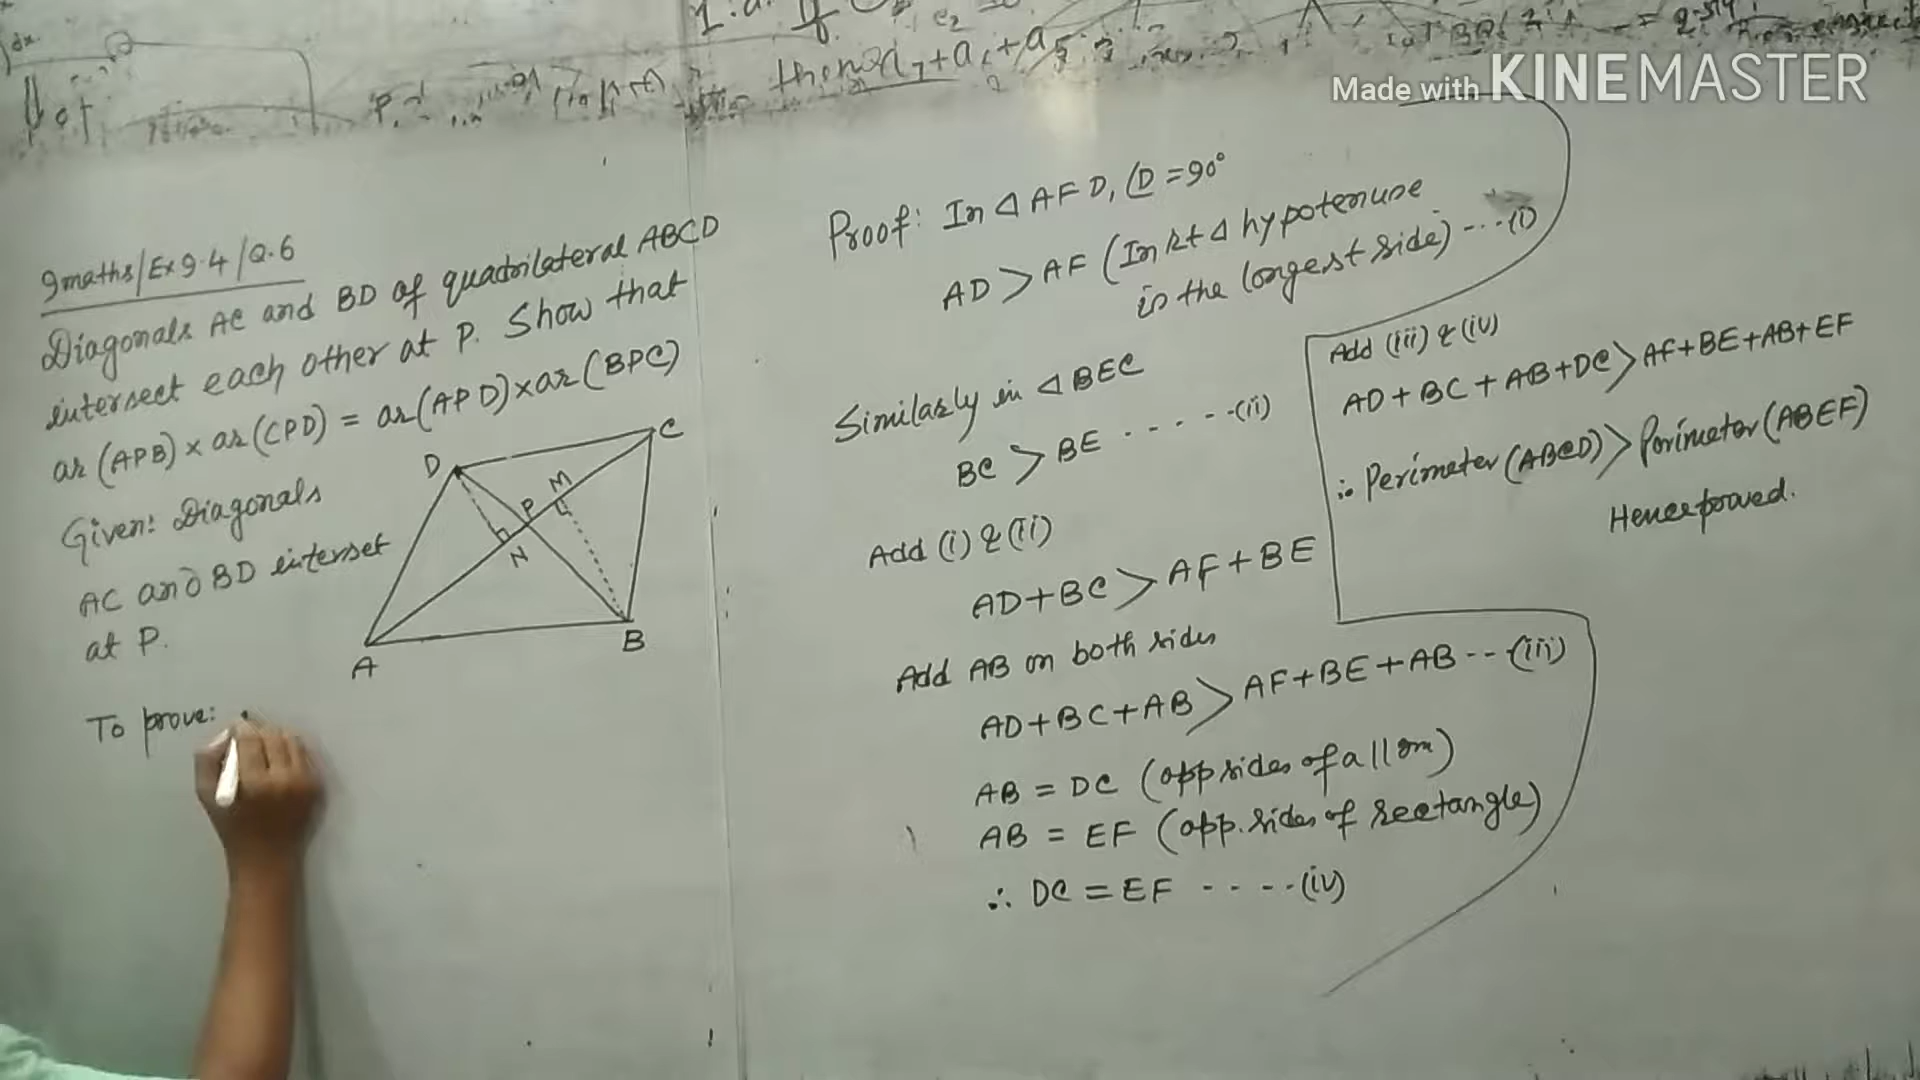 Made with KINEMASTER
9maths/Ex 9.4/Q.6
Diagonals AC and BD of quadrilateral ABCD
intersect each other at P. Show that
ar (APB) × ar (CPD) = ar (APD) × ar (BPC)
Given: Diagonals
AC and BD interset
at P.
To prove:
D
C
M
P
N
A
B
Proof: In △ AFD, ∠D = 90°
AD > AF (In rt △ hypotenuse
is the longest side) ---(i)
Similarly in △ BEC
BC > BE - - - - -(ii)
Add (i) & (ii)
AD+BC > AF+BE
Add AB on both sides
AD+BC+AB > AF+BE+AB -- -(iii)
AB = DC (opp sides of a ||gm)
AB = EF (opp. sides of rectangle)
∴ DC = EF - - - - -(iv)
Add (iii) & (iv)
AD+BC+AB+DC > AF+BE+AB+EF
∴ Perimeter (ABCD) > Perimeter (ABEF)
Hence proved.